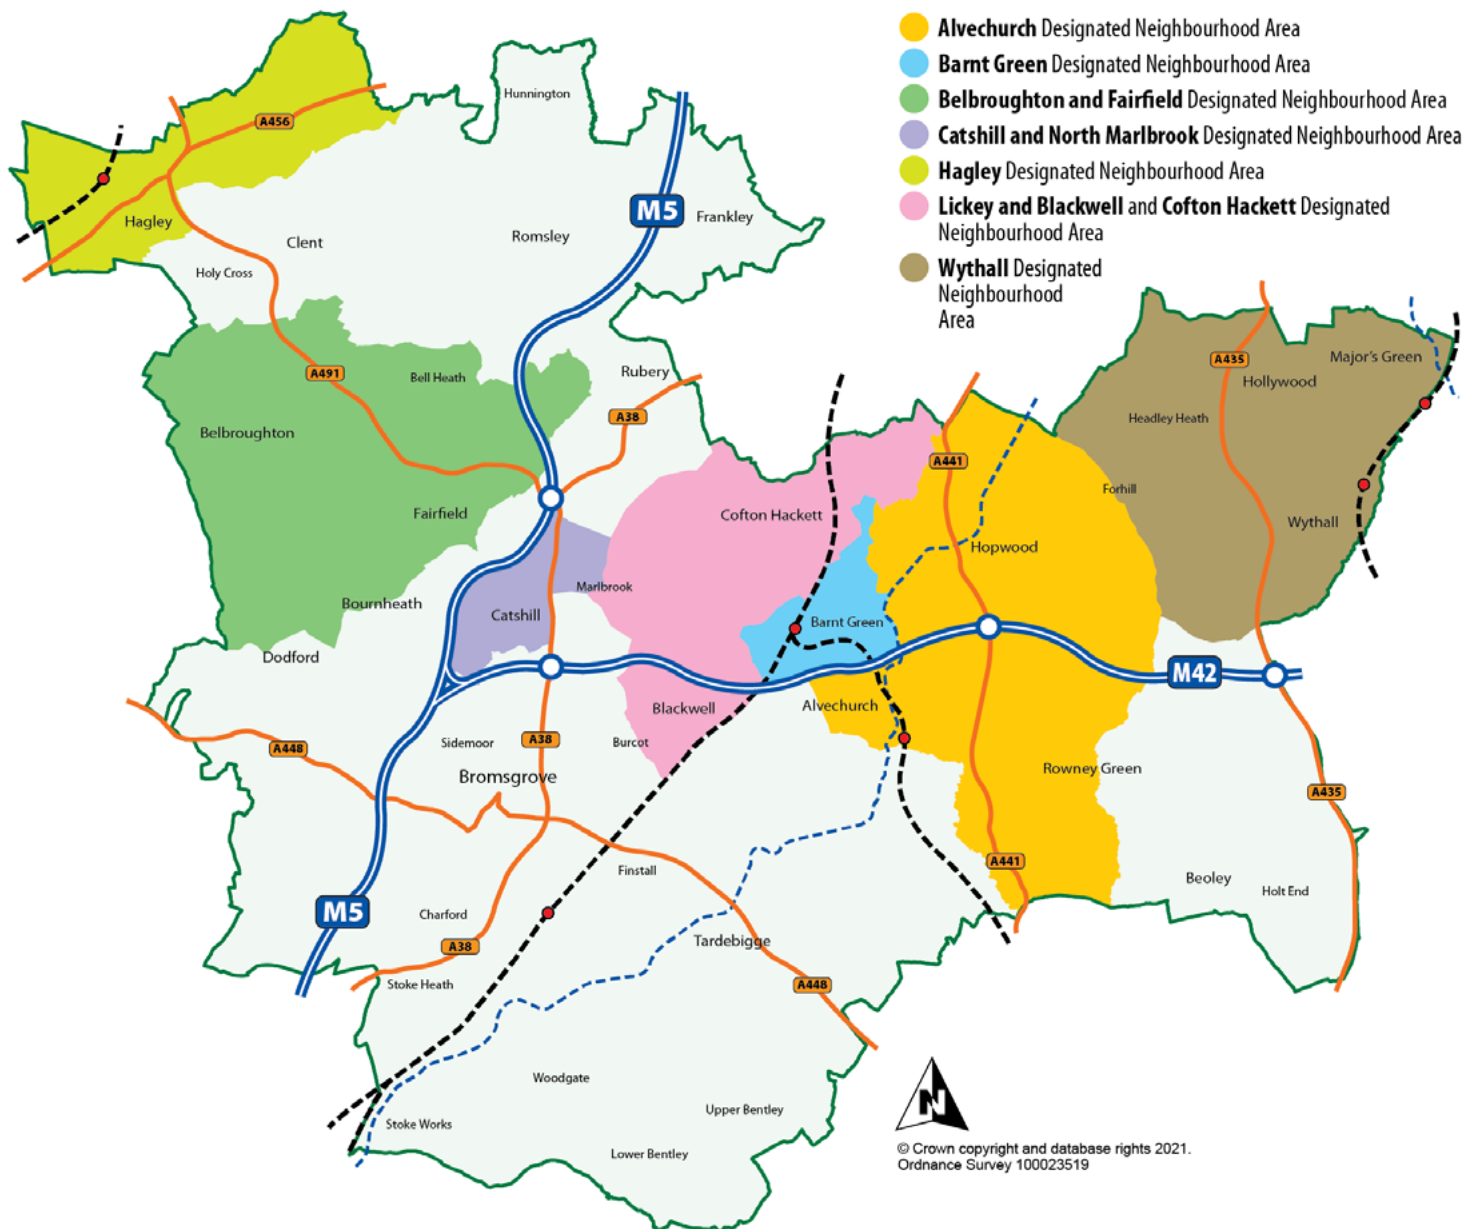 Alvechurch Designated Neighbourhood Area
Barnt Green Designated Neighbourhood Area
Belbroughton and Fairfield Designated Neighbourhood Area
Catshill and North Marlbrook Designated Neighbourhood Area
Hagley Designated Neighbourhood Area
Lickey and Blackwell and Cofton Hackett Designated
Neighbourhood Area
Wythall Designated
Neighbourhood
Area
Hunnington
A456
M5
Frankley
Hagley
Clent
Romsley
Holy Cross
A491
Bell Heath
Rubery
A38
Belbroughton
Fairfield
Major's Green
A435
Hollywood
Headley Heath
Forhill
Wythall
A441
Cofton Hackett
Hopwood
Marlbrook
Bournheath
Catshill
Barnt Green
Dodford
M42
Blackwell
Alvechurch
Sidemoor
A38
Burcot
A448
Bromsgrove
Rowney Green
A435
A441
Finstall
Beoley
Holt End
M5
Charford
A38
Tardebigge
Stoke Heath
A448
Woodgate
Upper Bentley
Stoke Works
Lower Bentley
N
© Crown copyright and database rights 2021.
Ordnance Survey 100023519